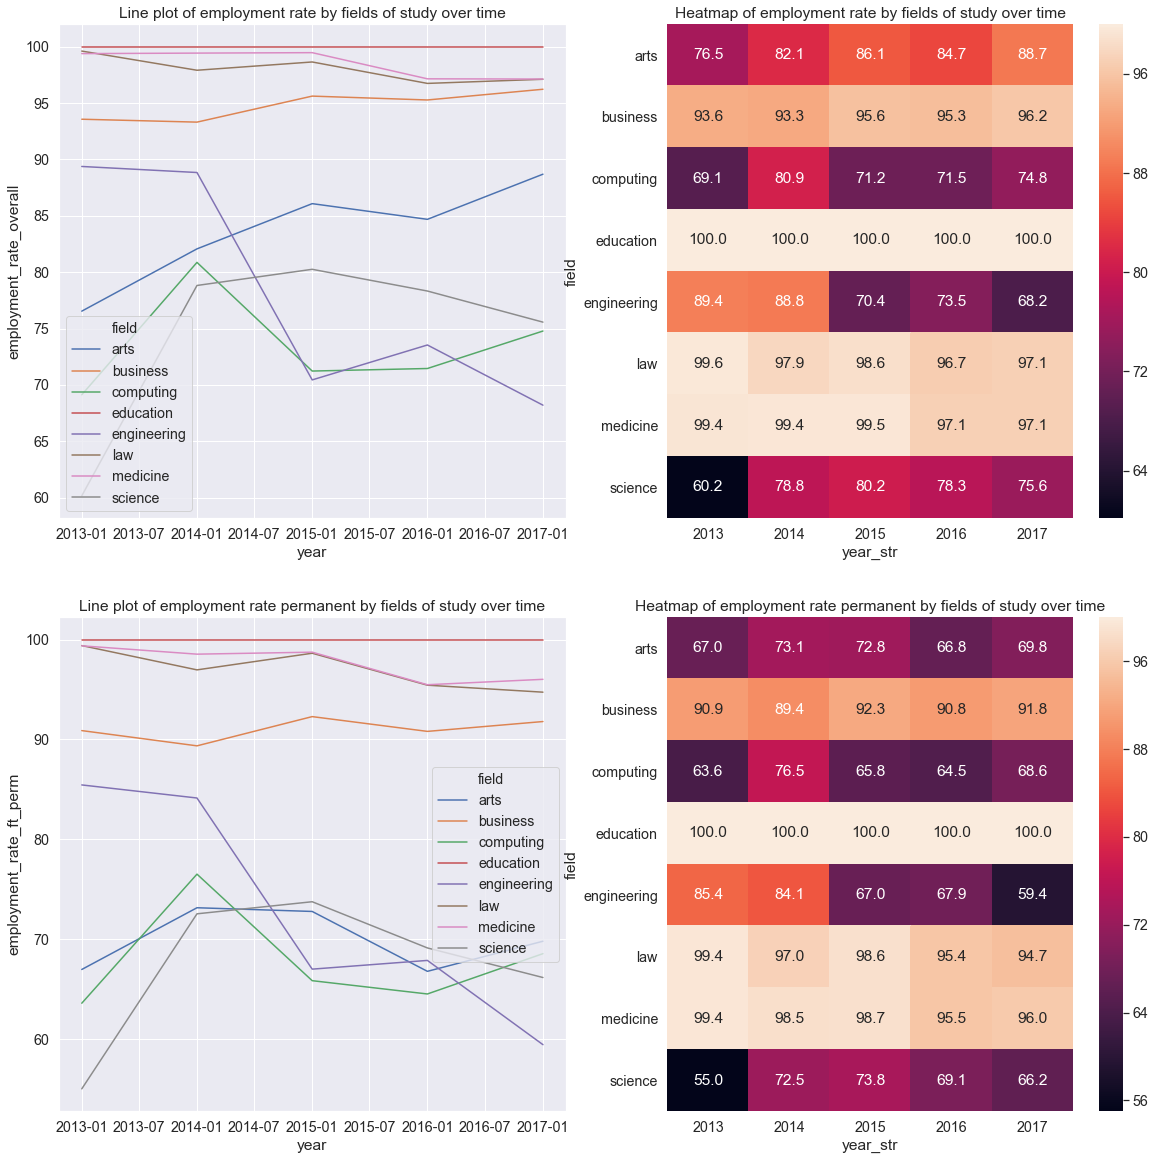 Line plot of employment rate by fields of study over time
employment_rate_overall
100
95
90
85
80
75
70
65
60
field
arts
business
computing
education
engineering
law
medicine
science
2013-01 2013-07 2014-01 2014-07 2015-01 2015-07 2016-01 2016-07 2017-01
year
Heatmap of employment rate by fields of study over time
field
arts 76.5 82.1 86.1 84.7 88.7
business 93.6 93.3 95.6 95.3 96.2
computing 69.1 80.9 71.2 71.5 74.8
education 100.0 100.0 100.0 100.0 100.0
engineering 89.4 88.8 70.4 73.5 68.2
law 99.6 97.9 98.6 96.7 97.1
medicine 99.4 99.4 99.5 97.1 97.1
science 60.2 78.8 80.2 78.3 75.6
2013 2014 2015 2016 2017
year_str
96
88
80
72
64
Line plot of employment rate permanent by fields of study over time
employment_rate_ft_perm
100
90
80
70
60
field
arts
business
computing
education
engineering
law
medicine
science
2013-01 2013-07 2014-01 2014-07 2015-01 2015-07 2016-01 2016-07 2017-01
year
Heatmap of employment rate permanent by fields of study over time
field
arts 67.0 73.1 72.8 66.8 69.8
business 90.9 89.4 92.3 90.8 91.8
computing 63.6 76.5 65.8 64.5 68.6
education 100.0 100.0 100.0 100.0 100.0
engineering 85.4 84.1 67.0 67.9 59.4
law 99.4 97.0 98.6 95.4 94.7
medicine 99.4 98.5 98.7 95.5 96.0
science 55.0 72.5 73.8 69.1 66.2
2013 2014 2015 2016 2017
year_str
96
88
80
72
64
56